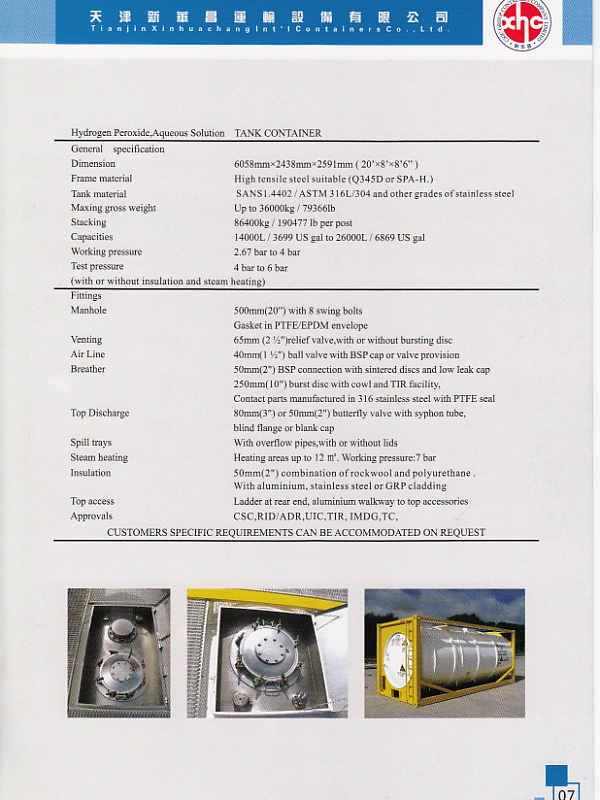 天津新華昌運輸設備有限公司
TianjinXinhuachangInt'lContainersCo.,Ltd.
xhc
Hydrogen Peroxide,Aqueous Solution TANK CONTAINER
General specification
Dimension 6058mm×2438mm×2591mm ( 20'×8'×8'6" )
Frame material High tensile steel suitable (Q345D or SPA-H.)
Tank material SANS1.4402 / ASTM 316L/304 and other grades of stainless steel
Maxing gross weight Up to 36000kg / 79366lb
Stacking 86400kg / 190477 lb per post
Capacities 14000L / 3699 US gal to 26000L / 6869 US gal
Working pressure 2.67 bar to 4 bar
Test pressure 4 bar to 6 bar
(with or without insulation and steam heating)
Fittings
Manhole 500mm(20") with 8 swing bolts
Gasket in PTFE/EPDM envelope
Venting 65mm (2 ½")relief valve,with or without bursting disc
Air Line 40mm(1 ½") ball valve with BSP cap or valve provision
Breather 50mm(2") BSP connection with sintered discs and low leak cap
250mm(10") burst disc with cowl and TIR facility,
Contact parts manufactured in 316 stainless steel with PTFE seal
Top Discharge 80mm(3") or 50mm(2") butterfly valve with syphon tube,
blind flange or blank cap
Spill trays With overflow pipes,with or without lids
Steam heating Heating areas up to 12 ㎡. Working pressure:7 bar
Insulation 50mm(2") combination of rockwool and polyurethane .
With aluminium, stainless steel or GRP cladding
Top access Ladder at rear end, aluminium walkway to top accessories
Approvals CSC,RID/ADR,UIC,TIR, IMDG,TC,
CUSTOMERS SPECIFIC REQUIREMENTS CAN BE ACCOMMODATED ON REQUEST
07